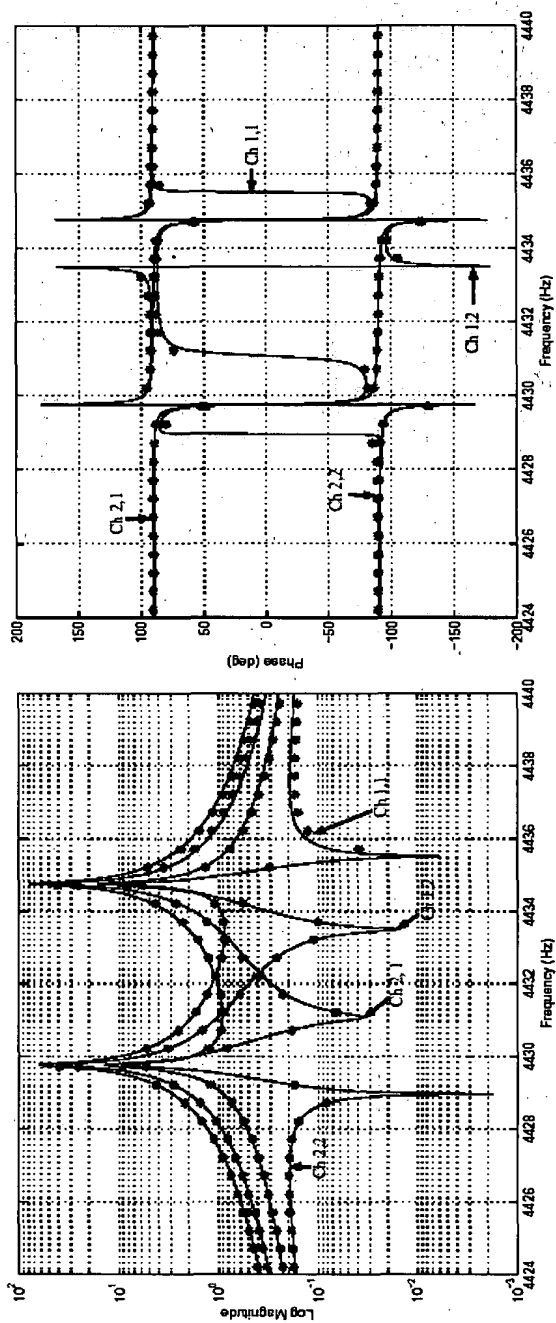 10²
10¹
10⁰
10⁻¹
10⁻²
10⁻³
Log Magnitude
Ch 2,2
Ch 2,1
Ch 1,2
Ch 1,1
4424 4426 4428 4430 4432 4434 4436 4438 4440
Frequency (Hz)
200
150
100
50
0
-50
-100
-150
-200
Phase (deg)
Ch 2,1
Ch 2,2
Ch 1,2
Ch 1,1
4424 4426 4428 4430 4432 4434 4436 4438 4440
Frequency (Hz)